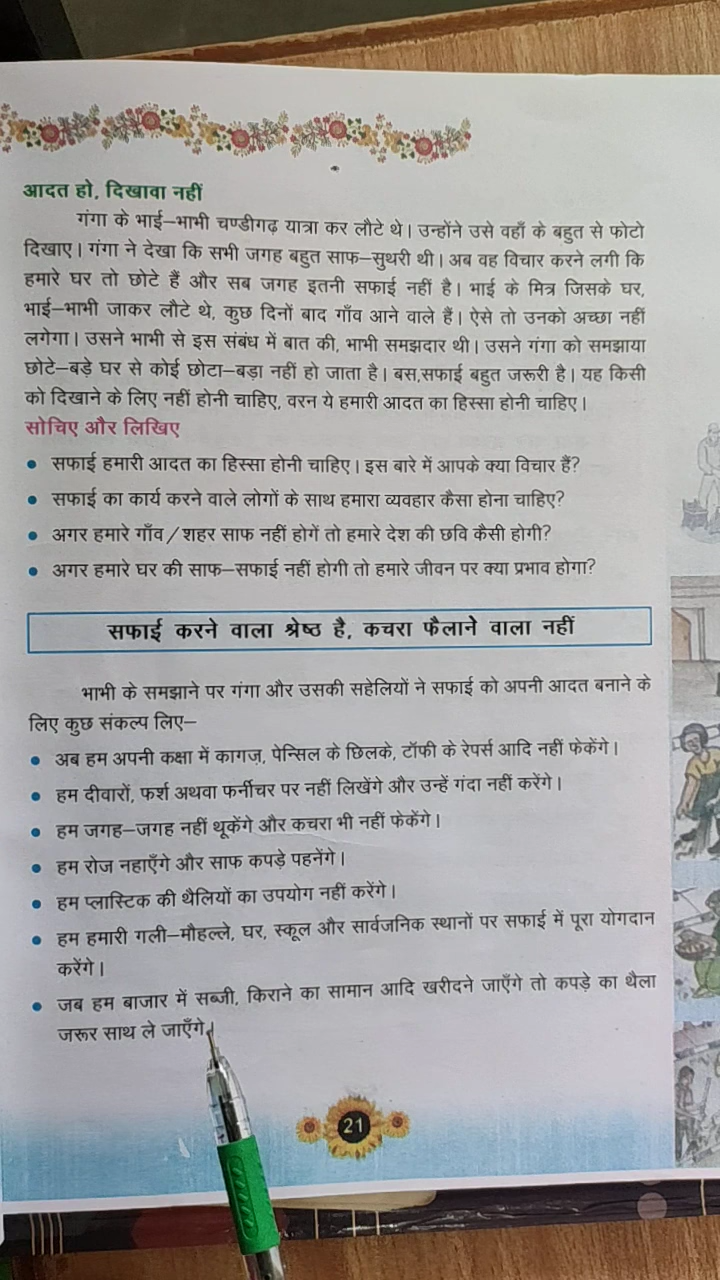 आदत हो, दिखावा नहीं
गंगा के भाई–भाभी चण्डीगढ़ यात्रा कर लौटे थे। उन्होंने उसे वहाँ के बहुत से फोटो
दिखाए। गंगा ने देखा कि सभी जगह बहुत साफ–सुथरी थी। अब वह विचार करने लगी कि
हमारे घर तो छोटे हैं और सब जगह इतनी सफाई नहीं है। भाई के मित्र जिसके घर,
भाई–भाभी जाकर लौटे थे, कुछ दिनों बाद गाँव आने वाले हैं। ऐसे तो उनको अच्छा नहीं
लगेगा। उसने भाभी से इस संबंध में बात की, भाभी समझदार थी। उसने गंगा को समझाया
छोटे–बड़े घर से कोई छोटा–बड़ा नहीं हो जाता है। बस,सफाई बहुत जरूरी है। यह किसी
को दिखाने के लिए नहीं होनी चाहिए, वरन ये हमारी आदत का हिस्सा होनी चाहिए।
सोचिए और लिखिए
• सफाई हमारी आदत का हिस्सा होनी चाहिए। इस बारे में आपके क्या विचार हैं?
• सफाई का कार्य करने वाले लोगों के साथ हमारा व्यवहार कैसा होना चाहिए?
• अगर हमारे गाँव/शहर साफ नहीं होगें तो हमारे देश की छवि कैसी होगी?
• अगर हमारे घर की साफ–सफाई नहीं होगी तो हमारे जीवन पर क्या प्रभाव होगा?
सफाई करने वाला श्रेष्ठ है, कचरा फैलाने वाला नहीं
भाभी के समझाने पर गंगा और उसकी सहेलियों ने सफाई को अपनी आदत बनाने के
लिए कुछ संकल्प लिए–
• अब हम अपनी कक्षा में कागज़, पेन्सिल के छिलके, टॉफी के रेपर्स आदि नहीं फेकेंगे।
• हम दीवारों, फर्श अथवा फर्नीचर पर नहीं लिखेंगे और उन्हें गंदा नहीं करेंगे।
• हम जगह–जगह नहीं थूकेंगे और कचरा भी नहीं फेकेंगे।
• हम रोज नहाएँगे और साफ कपड़े पहनेंगे।
• हम प्लास्टिक की थैलियों का उपयोग नहीं करेंगे।
• हम हमारी गली–मौहल्ले, घर, स्कूल और सार्वजनिक स्थानों पर सफाई में पूरा योगदान
करेंगे।
• जब हम बाजार में सब्जी, किराने का सामान आदि खरीदने जाएँगे तो कपड़े का थैला
जरूर साथ ले जाएँगे।
21